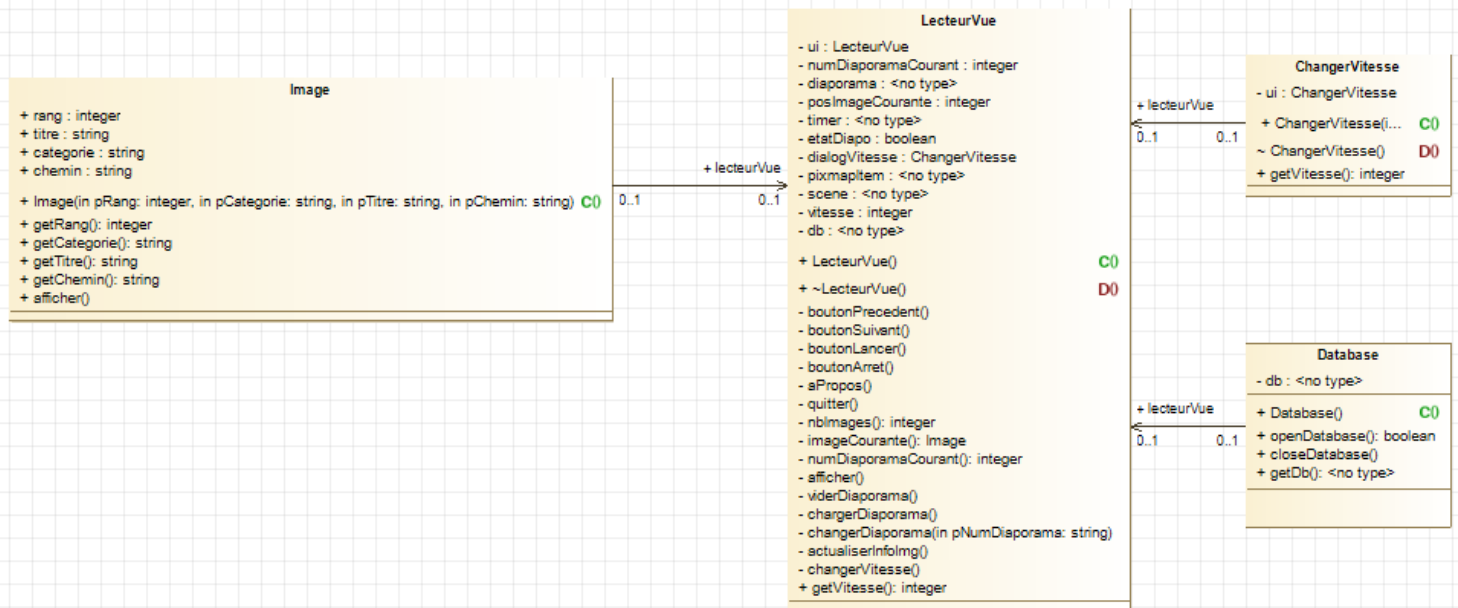 Image
+ rang : integer
+ titre : string
+ categorie : string
+ chemin : string
+ Image(in pRang: integer, in pCategorie: string, in pTitre: string, in pChemin: string) C()
+ getRang(): integer
+ getCategorie(): string
+ getTitre(): string
+ getChemin(): string
+ afficher()
+ lecteurVue
0..1 0..1
LecteurVue
- ui : LecteurVue
- numDiaporamaCourant : integer
- diaporama : <no type>
- posImageCourante : integer
- timer : <no type>
- etatDiapo : boolean
- dialogVitesse : ChangerVitesse
- pixmapItem : <no type>
- scene : <no type>
- vitesse : integer
- db : <no type>
+ LecteurVue() C()
+ ~LecteurVue() D()
- boutonPrecedent()
- boutonSuivant()
- boutonLancer()
- boutonArret()
- aPropos()
- quitter()
- nbImages(): integer
- imageCourante(): Image
- numDiaporamaCourant(): integer
- afficher()
- viderDiaporama()
- chargerDiaporama()
- changerDiaporama(in pNumDiaporama: string)
- actualiserInfoImg()
- changerVitesse()
+ getVitesse(): integer
+ lecteurVue
0..1 0..1
ChangerVitesse
- ui : ChangerVitesse
+ ChangerVitesse(i... C()
~ ChangerVitesse() D()
+ getVitesse(): integer
+ lecteurVue
0..1 0..1
Database
- db : <no type>
+ Database() C()
+ openDatabase(): boolean
+ closeDatabase()
+ getDb(): <no type>